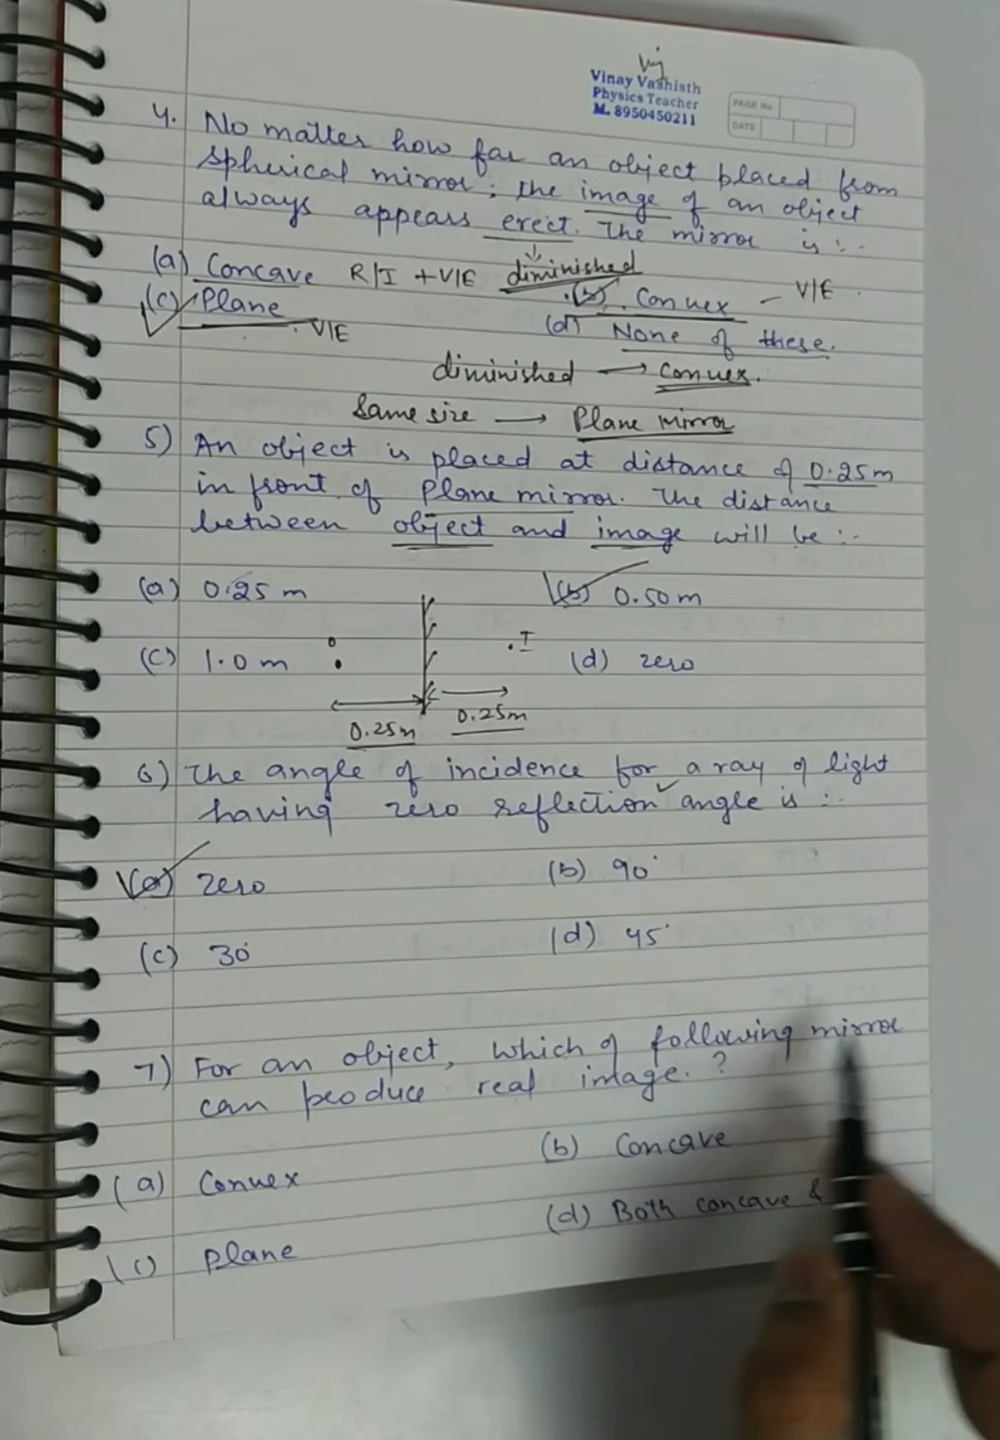 Vinay Vashisth
Physics Teacher
M. 8950450211
PAGE No
DATE
4. No matter how far an object placed from
spherical mirror; the image of an object
always appears erect. The mirror is :-
(a) Concave R/I + V/E diminished
(b) Convex - V/E
(c) Plane V/E
(d) None of these.
diminished → Convex.
Same size → Plane mirror
5) An object is placed at distance of 0.25m
in front of Plane mirror. The distance
between object and image will be :-
(a) 0.25 m
(b) 0.50 m
(c) 1.0 m
(d) zero
o
I
0.25m 0.25m
6) The angle of incidence for a ray of light
having zero reflection angle is :-
(a) zero
(b) 90°
(c) 30°
(d) 45°
7) For an object, which of following mirror
can produce real image. ?
(a) Convex
(b) Concave
(c) Plane
(d) Both concave &